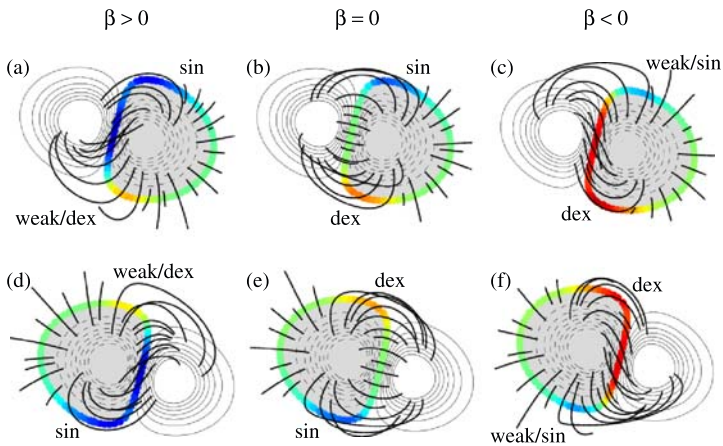 β > 0 β = 0 β < 0
(a) sin (b) sin (c) weak/sin
weak/dex dex dex
(d) weak/dex (e) dex (f) dex
sin sin weak/sin